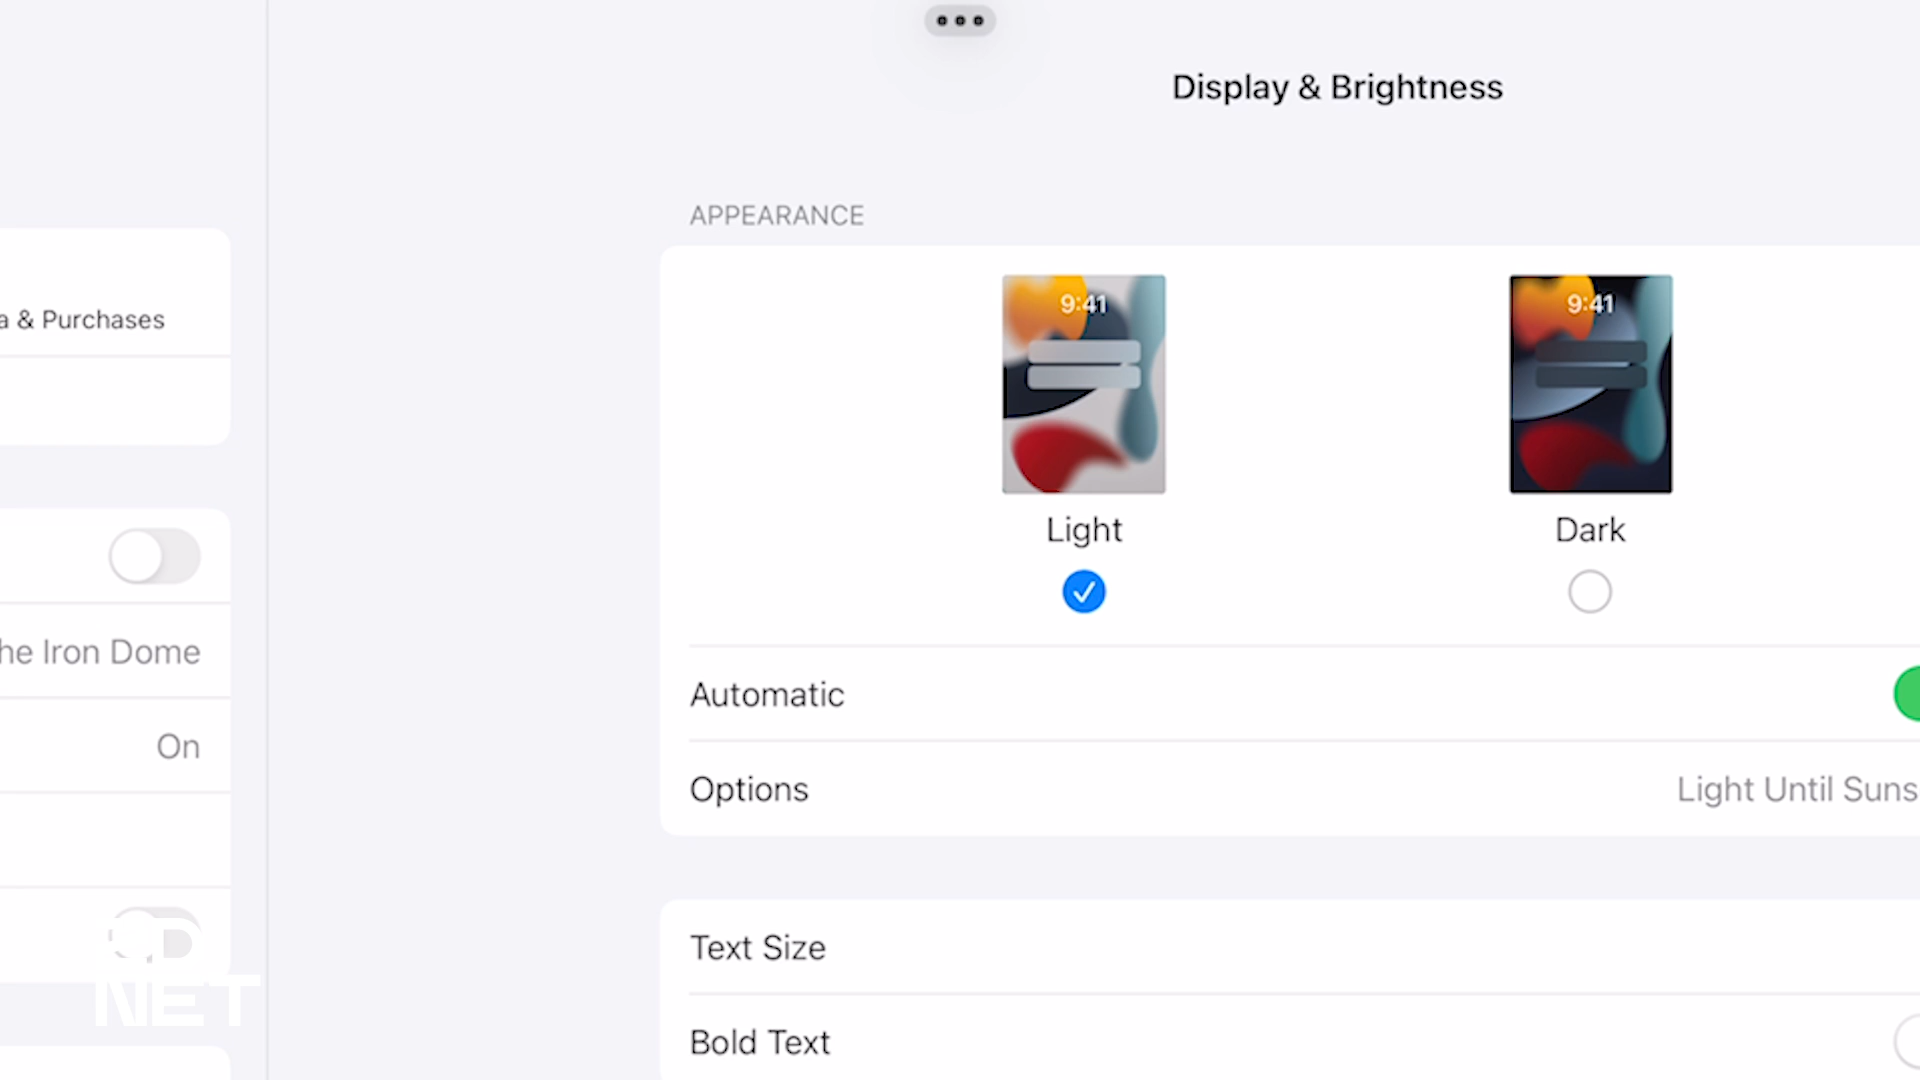 Display & Brightness
APPEARANCE
a & Purchases
9:41
9:41
Light
Dark
he Iron Dome
Automatic
On
Options
Light Until Suns
Text Size
NET
Bold Text